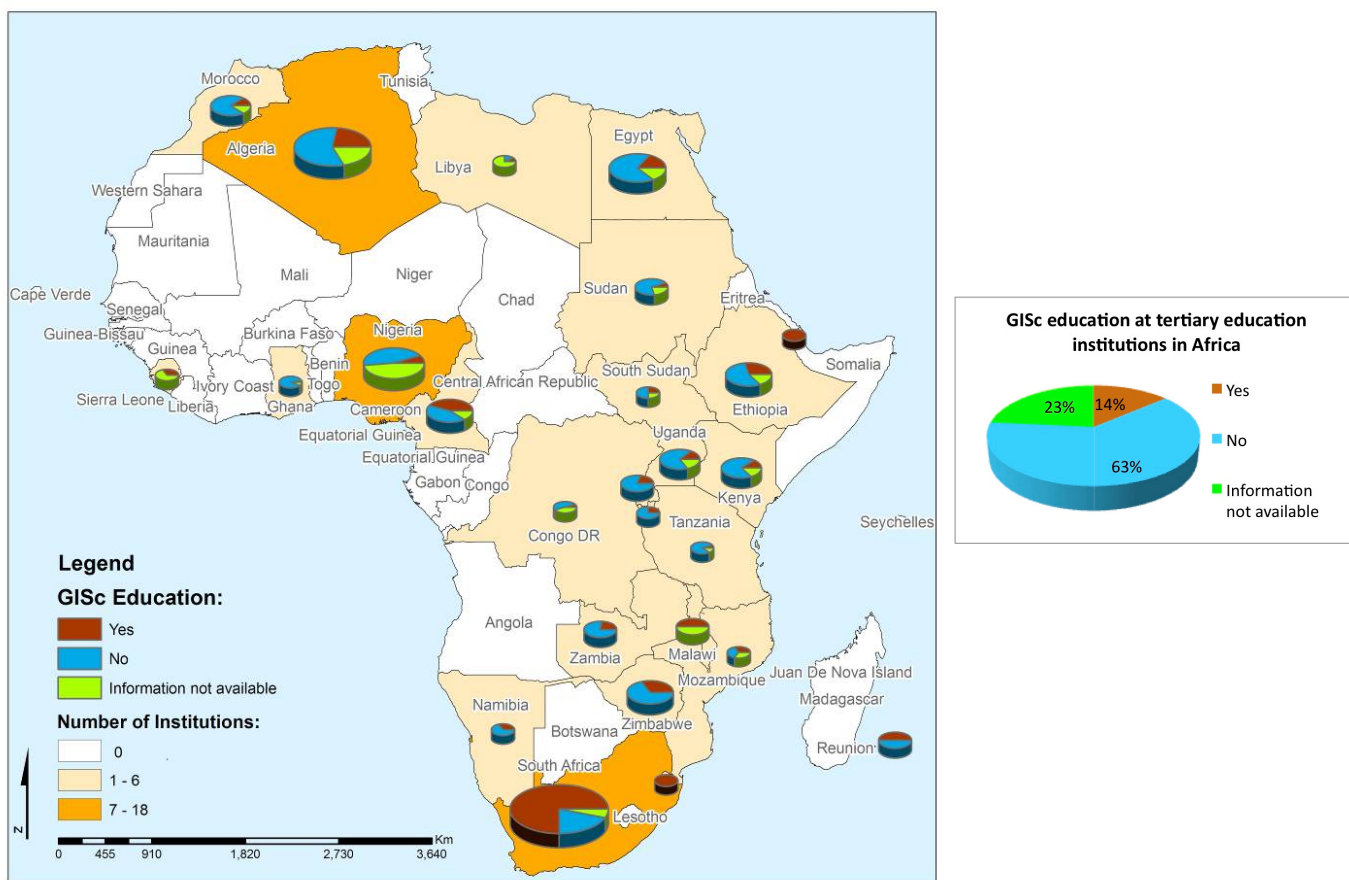 Morocco
Tunisia
Algeria
Libya
Egypt
Western Sahara
Mauritania
Mali
Niger
Chad
Sudan
Eritrea
Cape Verde
Senegal
Guinea-Bissau
Guinea
Burkina Faso
Nigeria
Benin
Togo
Ivory Coast
Ghana
Sierra Leone
Liberia
Central African Republic
South Sudan
Ethiopia
Somalia
Cameroon
Equatorial Guinea
Equatorial Guinea
Gabon
Congo
Uganda
Kenya
Congo DR
Tanzania
Seychelles
Angola
Zambia
Malawi
Mozambique
Juan De Nova Island
Madagascar
Reunion
Namibia
Botswana
Zimbabwe
South Africa
Lesotho
Legend
GISc Education:
Yes
No
Information not available
Number of Institutions:
0
1 - 6
7 - 18
N
Km
0 455 910 1,820 2,730 3,640
GISc education at tertiary education
institutions in Africa
23%
14%
63%
Yes
No
Information
not available